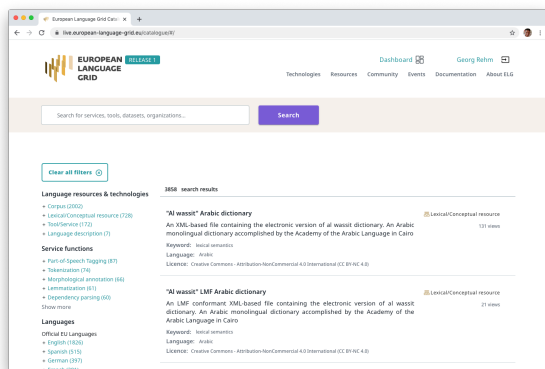 European Language Grid Cata
live.european-language-grid.eu/catalogue/#/
EUROPEAN
LANGUAGE
GRID
RELEASE 1
Dashboard
Georg Rehm
Technologies Resources Community Events Documentation About ELG
Search for services, tools, datasets, organizations...
Search
Clear all filters
3858 search results
Language resources & technologies
+ Corpus (2002)
+ Lexical/Conceptual resource (728)
+ Tool/Service (172)
+ Language description (7)
Service functions
+ Part-of-Speech Tagging (87)
+ Tokenization (74)
+ Morphological annotation (66)
+ Lemmatization (61)
+ Dependency parsing (60)
Show more
Languages
Official EU Languages
+ English (1826)
+ Spanish (515)
+ German (397)
"Al wassit" Arabic dictionary
Lexical/Conceptual resource
An XML-based file containing the electronic version of al wassit dictionary. An Arabic
131 views
monolingual dictionary accomplished by the Academy of the Arabic Language in Cairo
Keyword: lexical semantics
Language: Arabic
Licence: Creative Commons - Attribution-NonCommercial 4.0 International (CC BY-NC 4.0)
"Al wassit" LMF Arabic dictionary
Lexical/Conceptual resource
An LMF conformant XML-based file containing the electronic version of al wassit
21 views
dictionary. An Arabic monolingual dictionary accomplished by the Academy of the
Arabic Language in Cairo
Keyword: lexical semantics
Language: Arabic
Licence: Creative Commons - Attribution-NonCommercial 4.0 International (CC BY-NC 4.0)